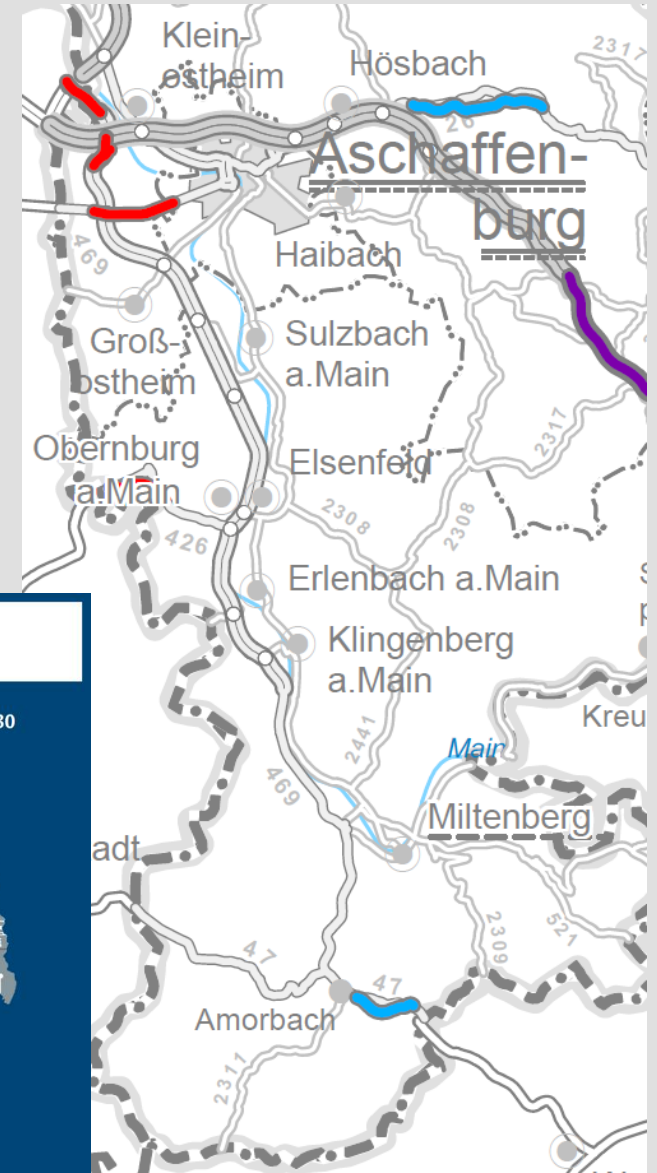 Klein-
ostheim
Hösbach
2317
26
Aschaffen-
burg
469
Haibach
Groß-
ostheim
Sulzbach
a.Main
2317
Obernburg
a.Main
Elsenfeld
2308
2308
426
Erlenbach a.Main
Klingenberg
a.Main
Kreu
30
2441
Main
469
Miltenberg
adt
2309
521
47
47
Amorbach
2311